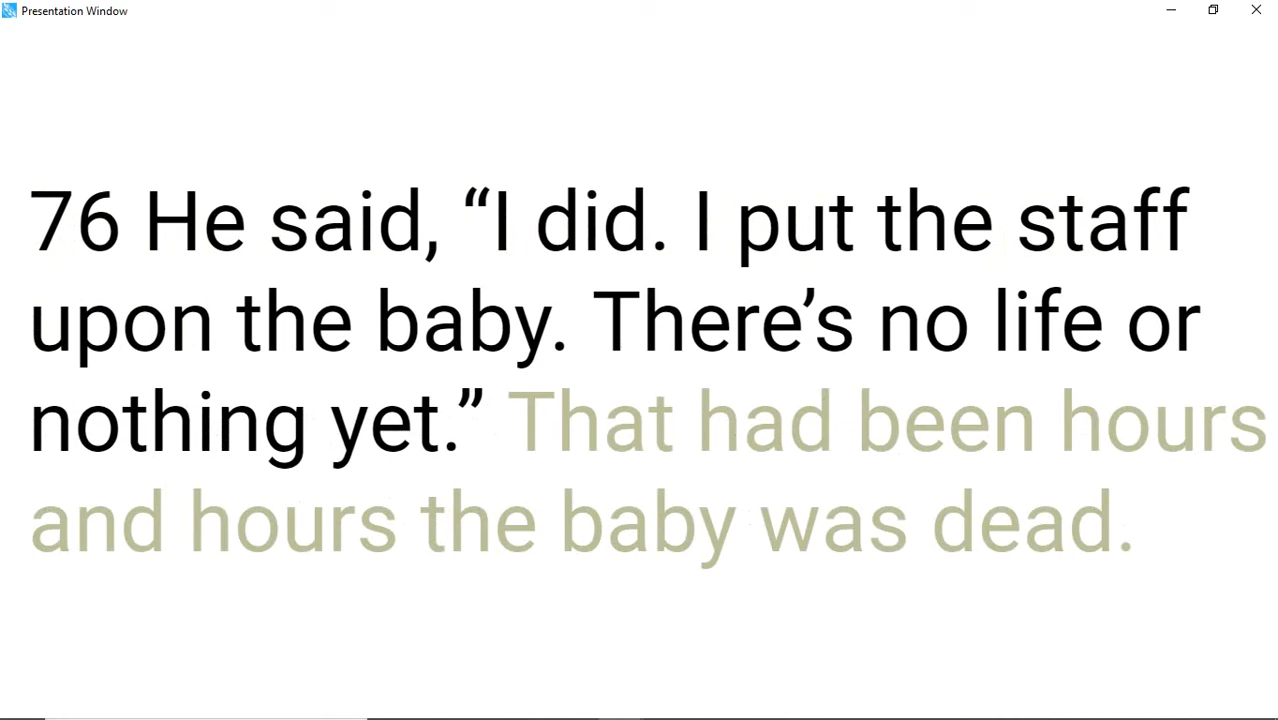 Presentation Window
76 He said, “I did. I put the staff
upon the baby. There’s no life or
nothing yet.” That had been hours
and hours the baby was dead.